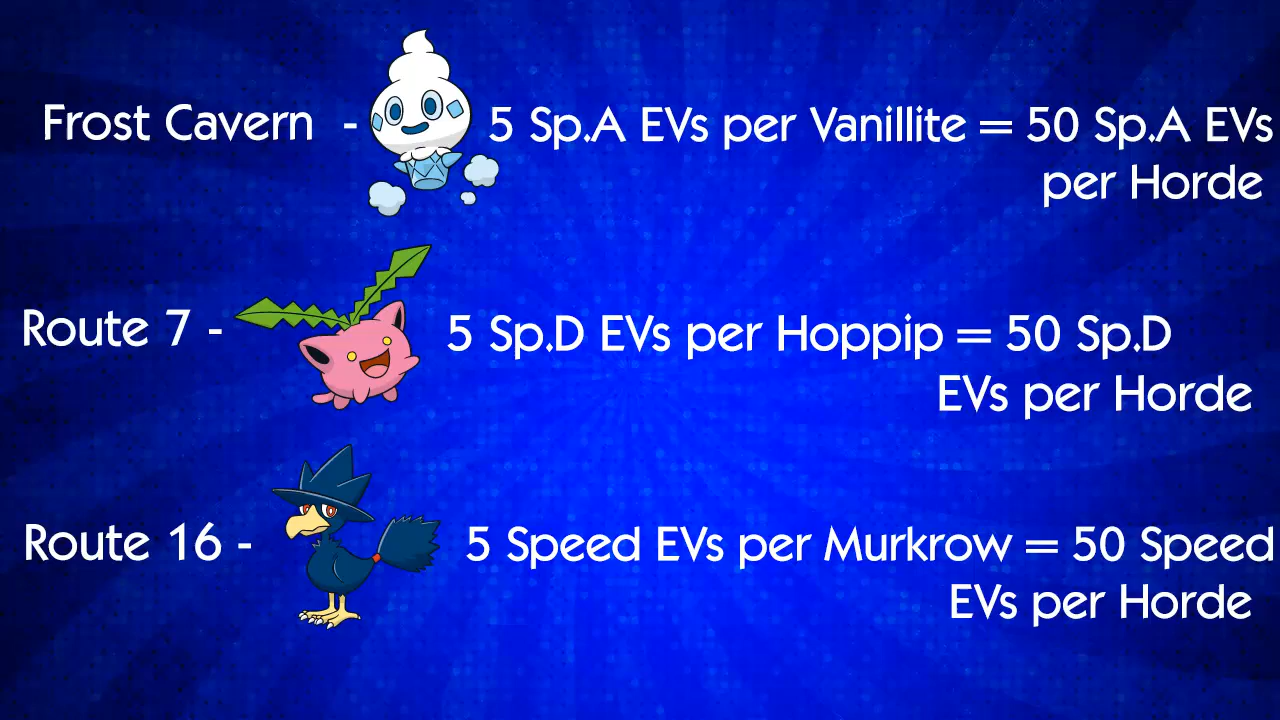 Frost Cavern - 5 Sp.A EVs per Vanillite = 50 Sp.A EVs
per Horde
Route 7 - 5 Sp.D EVs per Hoppip = 50 Sp.D
EVs per Horde
Route 16 - 5 Speed EVs per Murkrow = 50 Speed
EVs per Horde